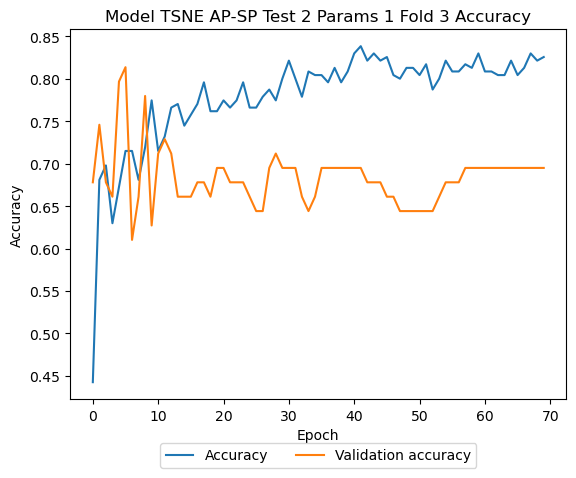 Model TSNE AP-SP Test 2 Params 1 Fold 3 Accuracy
0.85
0.80
0.75
0.70
0.65
0.60
0.55
0.50
0.45
Accuracy
0 10 20 30 40 50 60 70
Epoch
Accuracy Validation accuracy